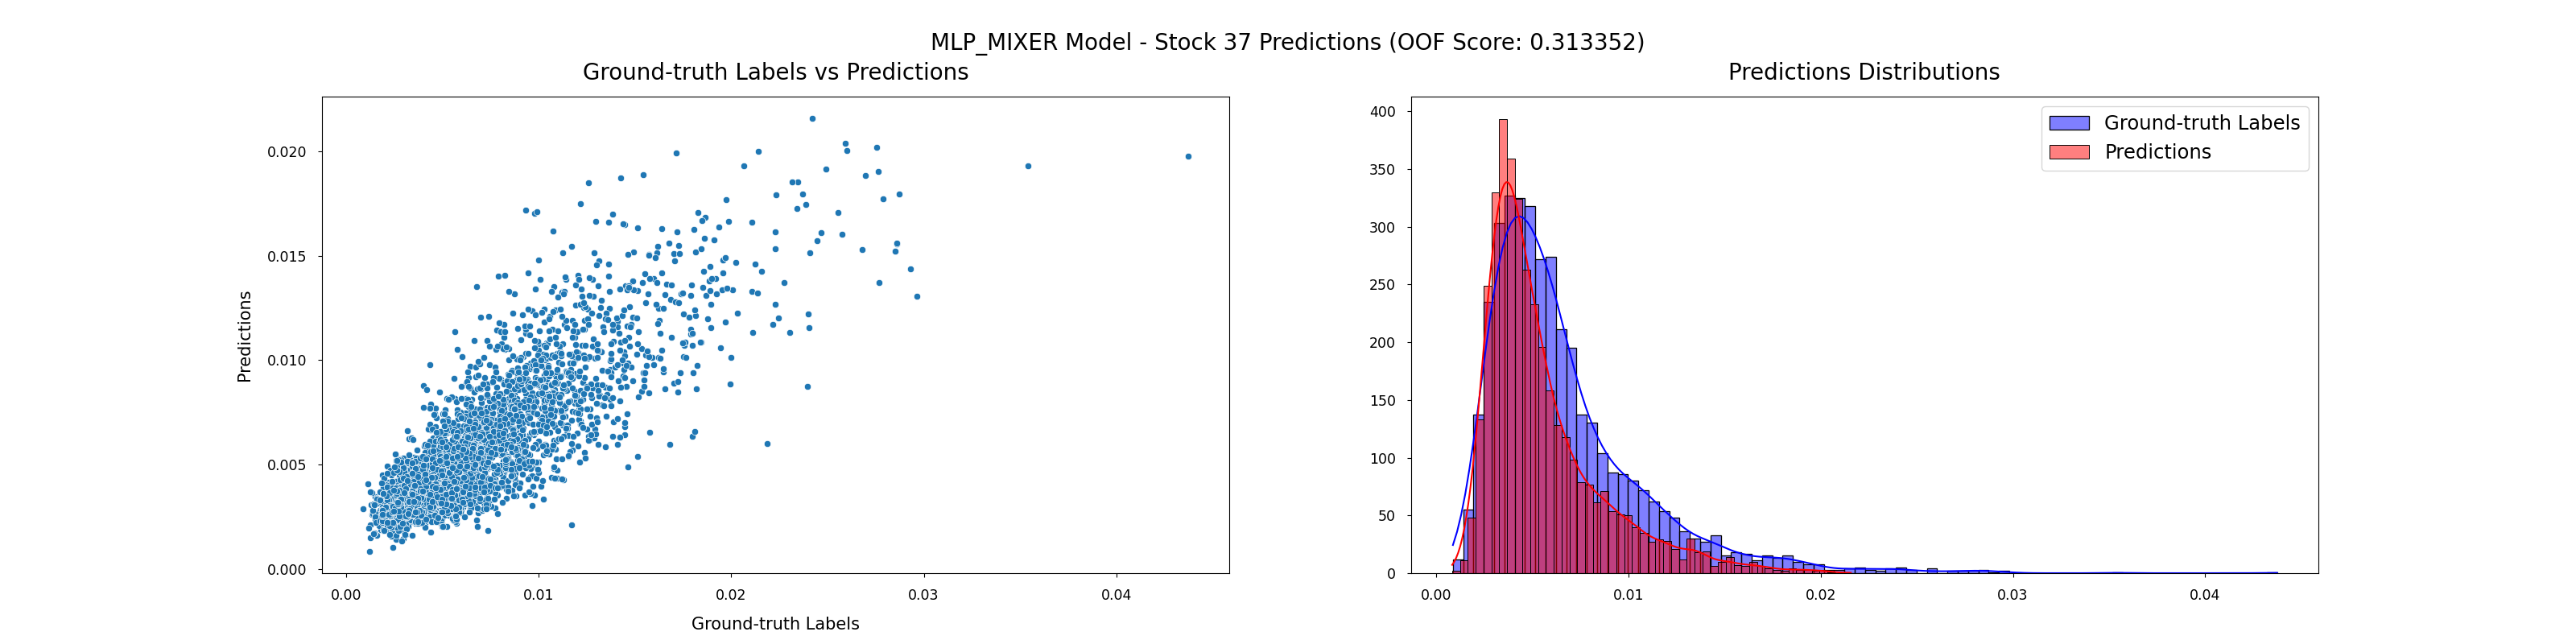 MLP_MIXER Model - Stock 37 Predictions (OOF Score: 0.313352)
Ground-truth Labels vs Predictions
Predictions
0.020
0.015
0.010
0.005
0.000
0.00 0.01 0.02 0.03 0.04
Ground-truth Labels
Predictions Distributions
Ground-truth Labels
Predictions
400
350
300
250
200
150
100
50
0
0.00 0.01 0.02 0.03 0.04